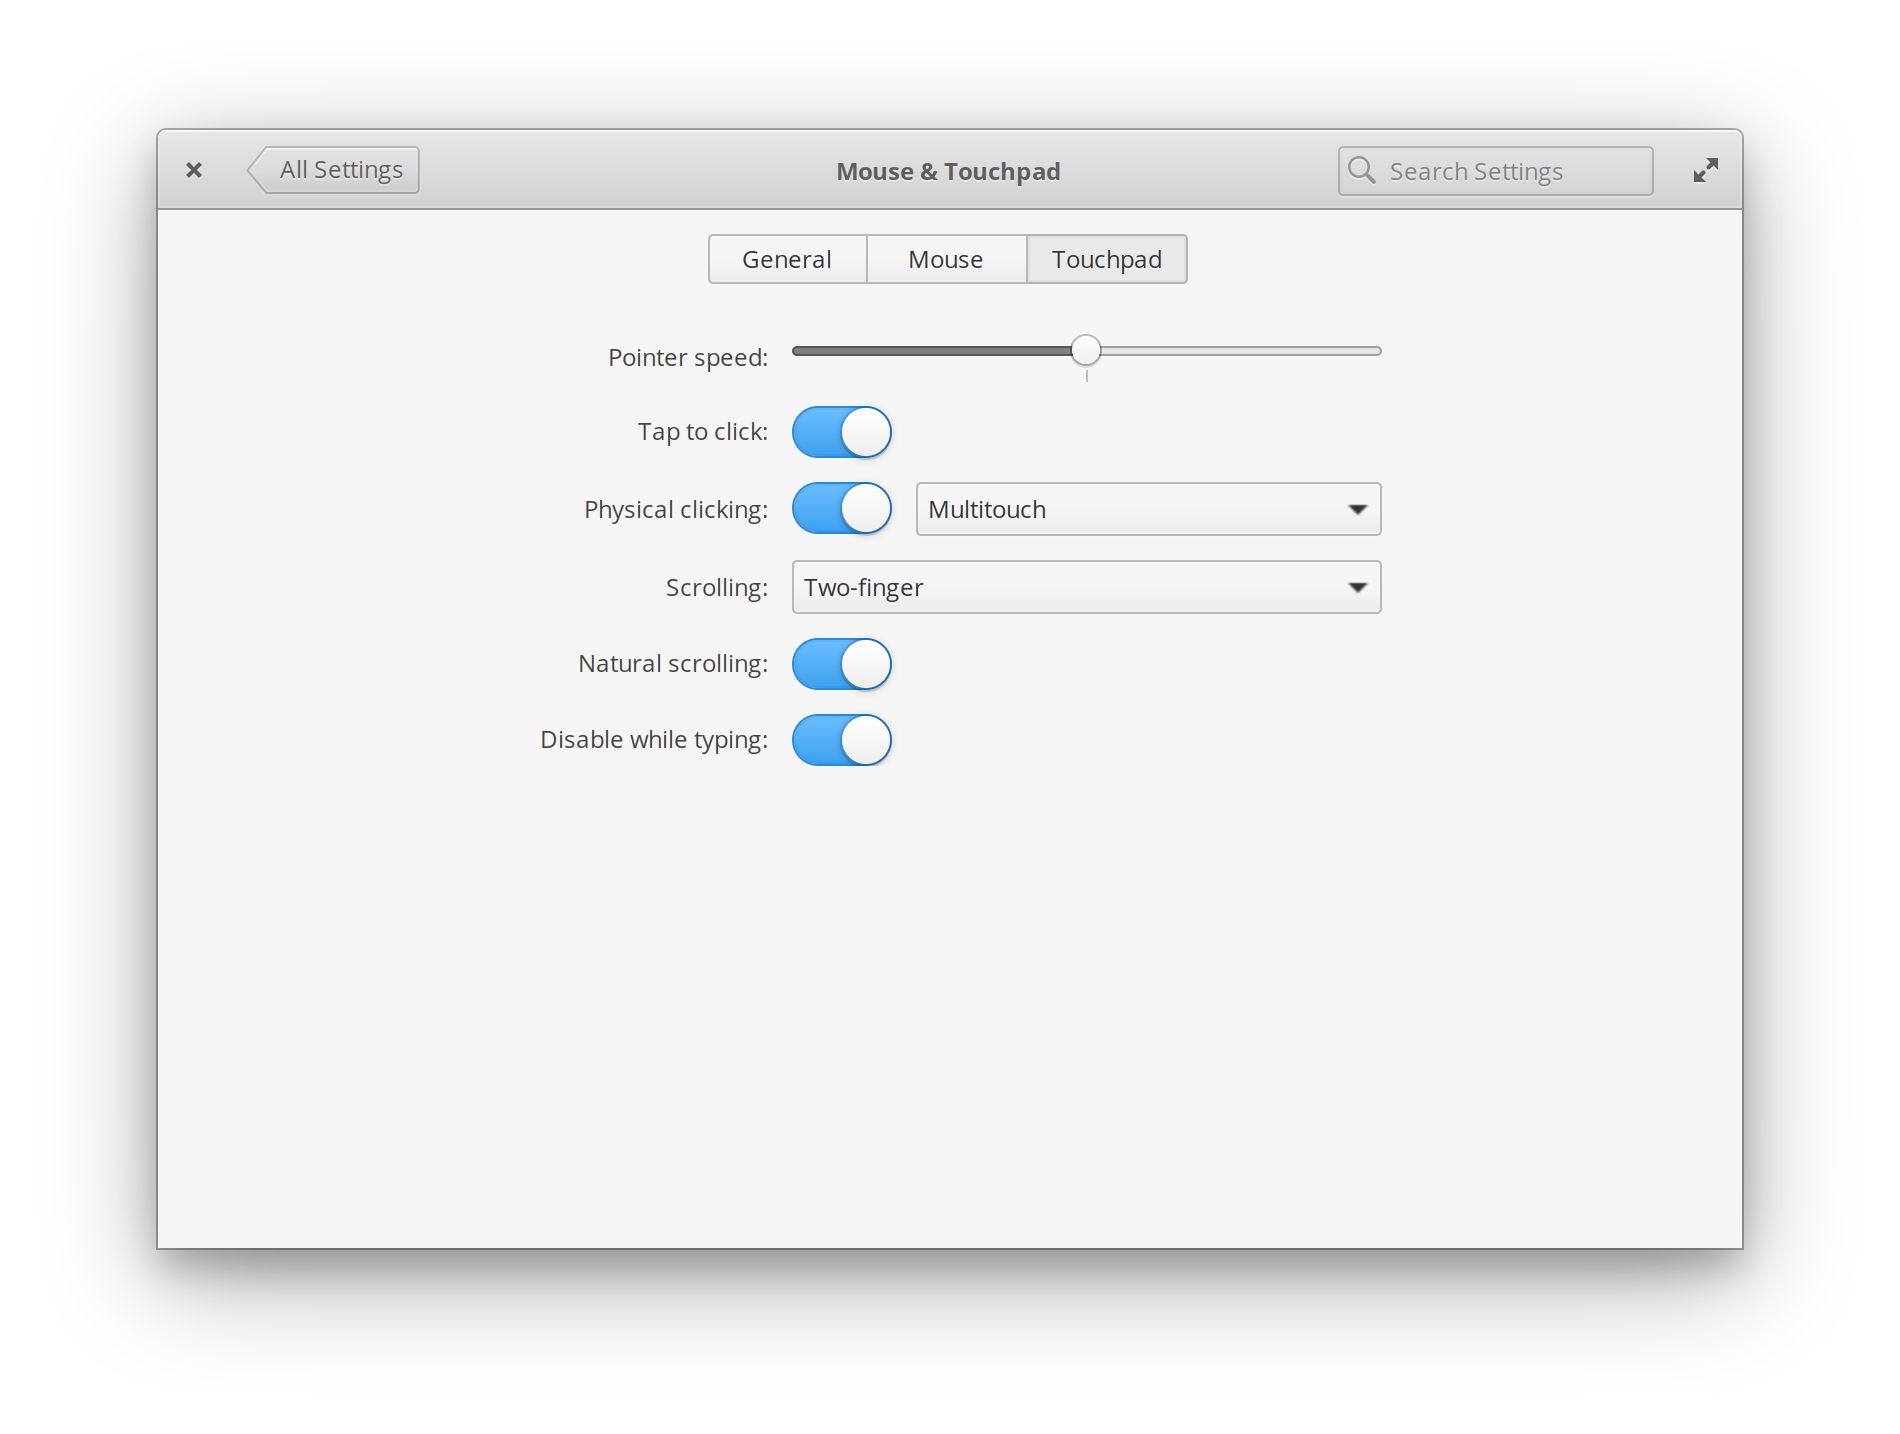 All Settings
Mouse & Touchpad
Search Settings
General
Mouse
Touchpad
Pointer speed:
Tap to click:
Physical clicking:
Multitouch
Scrolling:
Two-finger
Natural scrolling:
Disable while typing: